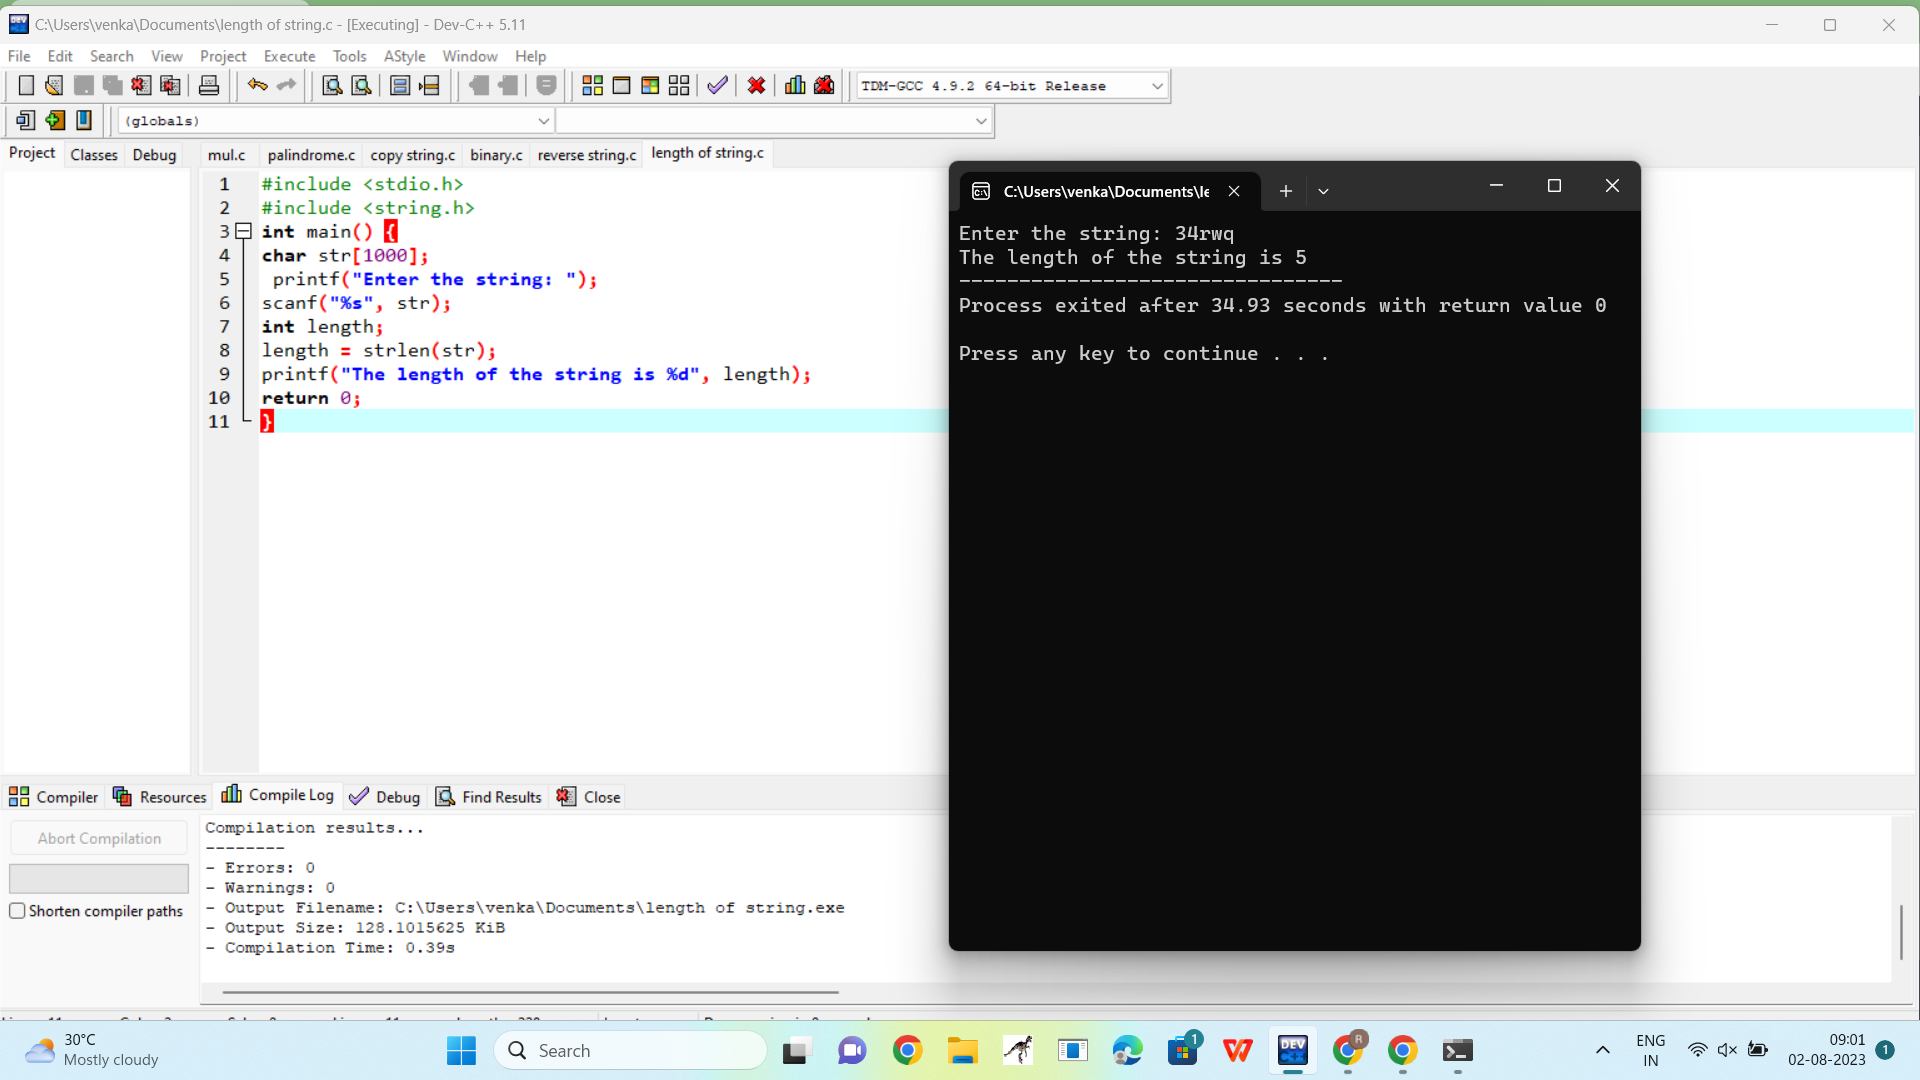 C:\Users\venka\Documents\length of string.c - [Executing] - Dev-C++ 5.11
File Edit Search View Project Execute Tools AStyle Window Help
TDM-GCC 4.9.2 64-bit Release
(globals)
Project Classes Debug
mul.c palindrome.c copy string.c binary.c reverse string.c length of string.c
1 #include <stdio.h>
2 #include <string.h>
3 int main() {
4 char str[1000];
5 printf("Enter the string: ");
6 scanf("%s", str);
7 int length;
8 length = strlen(str);
9 printf("The length of the string is %d", length);
10 return 0;
11 }
C:\Users\venka\Documents\le
Enter the string: 34rwq
The length of the string is 5
--------------------------------
Process exited after 34.93 seconds with return value 0
Press any key to continue . . .
Compiler Resources Compile Log Debug Find Results Close
Abort Compilation
Shorten compiler paths
Compilation results...
--------
- Errors: 0
- Warnings: 0
- Output Filename: C:\Users\venka\Documents\length of string.exe
- Output Size: 128.1015625 KiB
- Compilation Time: 0.39s
30°C
Mostly cloudy
Search
1
DEV
C++
R
ENG
IN
09:01
02-08-2023
1